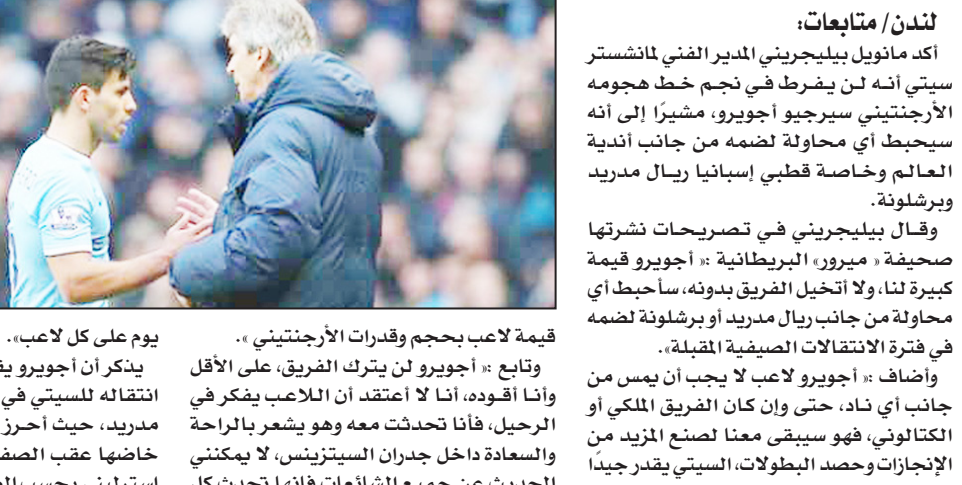 لندن/ متابعات:
أكد مانويل بيليجريني المدير الفني لمانشستر
سيتي أنه لن يفرط في نجم خط هجومه
الأرجنتيني سيرجيو أجويرو، مشيرًا إلى أنه
سيحبط أي محاولة لضمه من جانب أندية
العالم وخاصة قطبي إسبانيا ريال مدريد
وبرشلونة.
وقال بيليجريني في تصريحات نشرتها
صحيفة « ميرور» البريطانية :« أجويرو قيمة
كبيرة لنا، ولا أتخيل الفريق بدونه، سأحبط أي
محاولة من جانب ريال مدريد أو برشلونة لضمه
في فترة الانتقالات الصيفية المقبلة».
وأضاف :« أجويرو لاعب لا يجب أن يمس من
جانب أي ناد، حتى وإن كان الفريق الملكي أو
الكتالوني، فهو سيبقى معنا لصنع المزيد من
الإنجازات وحصد البطولات، السيتي يقدر جيدًا
قيمة لاعب بحجم وقدرات الأرجنتيني ».
وتابع :« أجويرو لن يترك الفريق، على الأقل
وأنا أقوده، أنا لا أعتقد أن اللاعب يفكر في
الرحيل، فأنا تحدثت معه وهو يشعر بالراحة
والسعادة داخل جدران السيتزينس، لا يمكنني
الحديث عن جميع الشائعات فإنها تحدث كل
يوم على كل لاعب».
يذكر أن أجويرو
انتقاله للسيتي في
مدريد، حيث أحرز
خاضها عقب